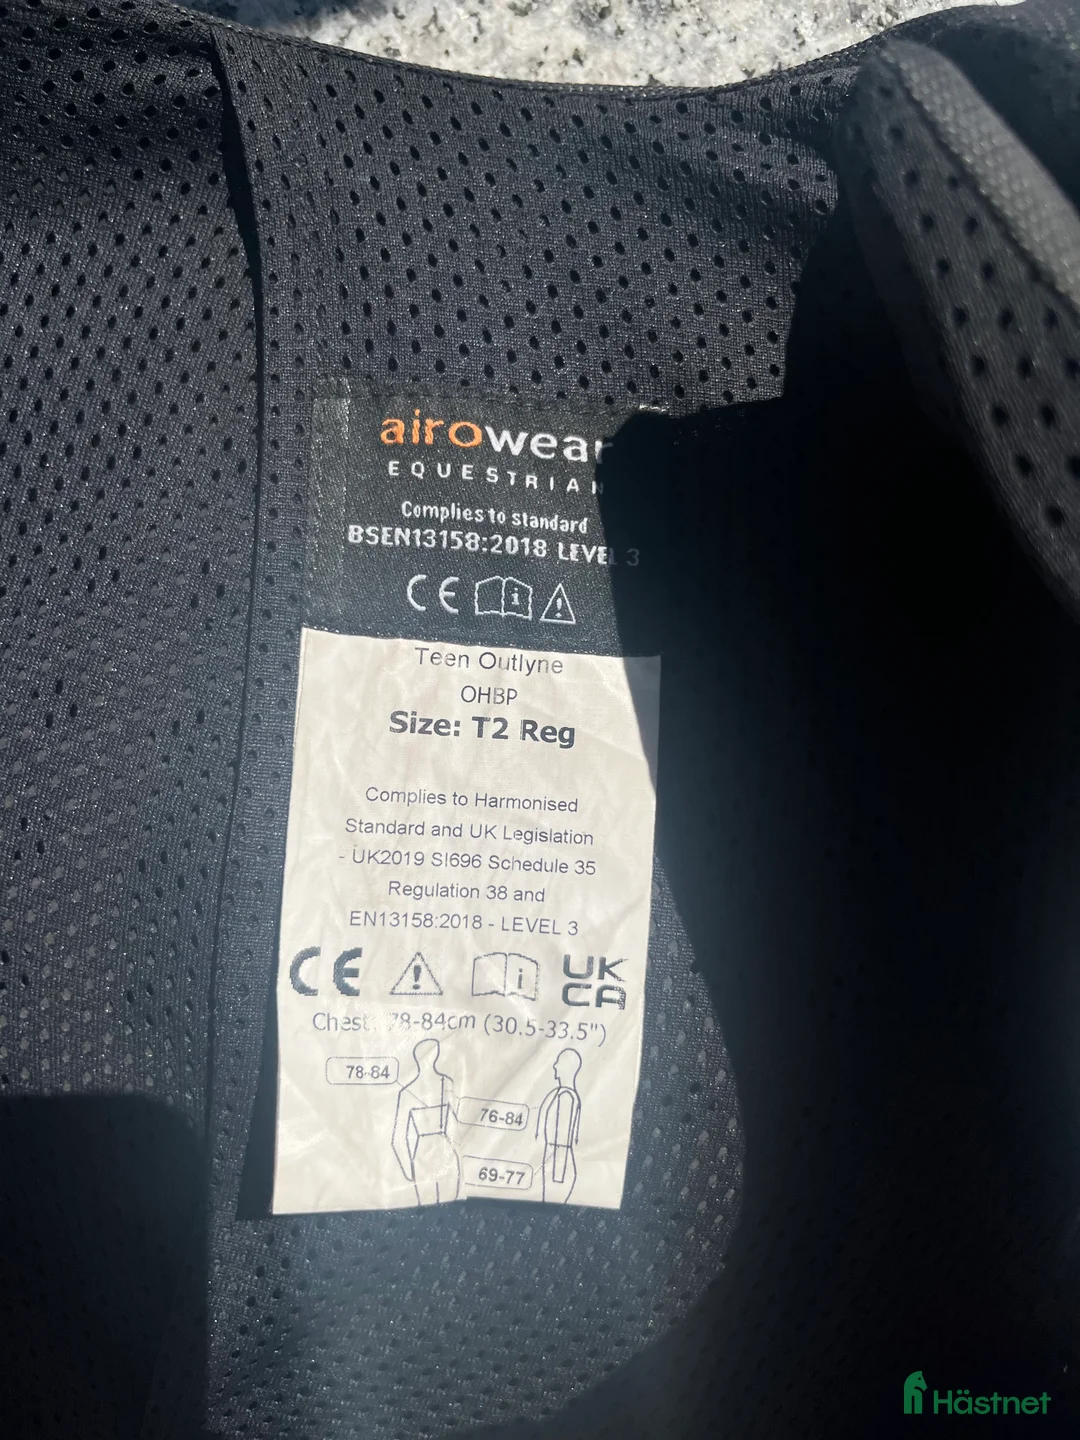 airowear
EQUESTRIAN
Complies to standard
BSEN13158:2018 LEVEL 3
CE
Teen Outlyne
OHBP
Size: T2 Reg
Complies to Harmonised
Standard and UK Legislation
- UK2019 SI696 Schedule 35
Regulation 38 and
EN13158:2018 - LEVEL 3
CE UK
CA
Chest: 78-84cm (30.5-33.5")
78-84
76-84
69-77
Hästnet